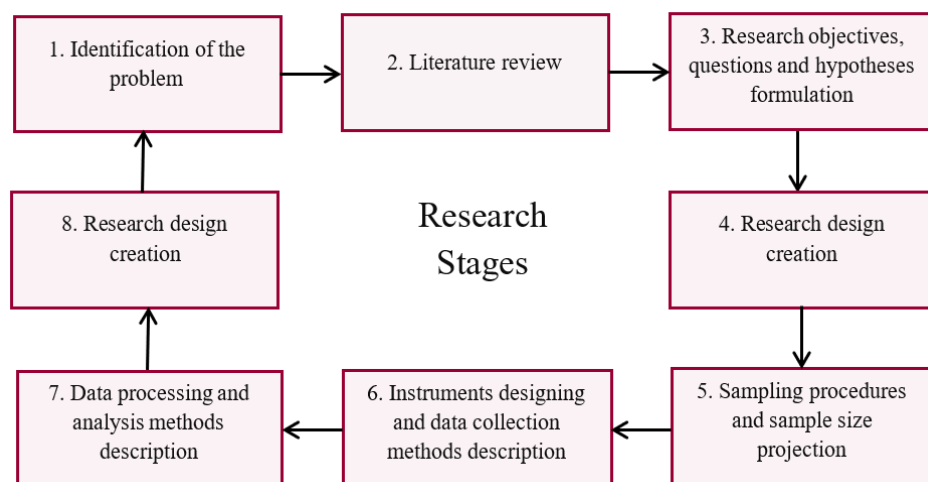 1. Identification of the
problem
2. Literature review
3. Research objectives,
questions and hypotheses
formulation
8. Research design
creation
Research
Stages
4. Research design
creation
7. Data processing and
analysis methods
description
6. Instruments designing
and data collection
methods description
5. Sampling procedures
and sample size
projection